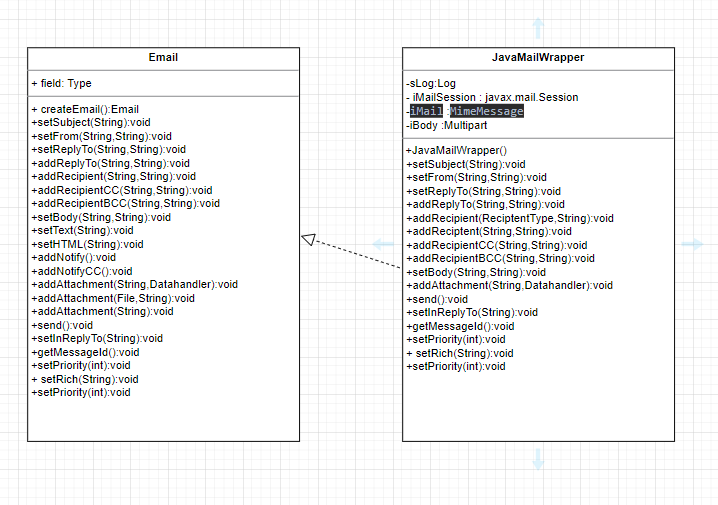 Email
+ field: Type
+ createEmail():Email
+setSubject(String):void
+setFrom(String,String):void
+setReplyTo(String,String):void
+addReplyTo(String,String):void
+addRecipient(String,String):void
+addRecipientCC(String,String):void
+addRecipientBCC(String,String):void
+setBody(String,String):void
+setText(String):void
+setHTML(String):void
+addNotify():void
+addNotifyCC():void
+addAttachment(String,Datahandler):void
+addAttachment(File,String):void
+addAttachment(String):void
+send():void
+setInReplyTo(String):void
+getMessageId():void
+setPriority(int):void
+ setRich(String):void
+setPriority(int):void
JavaMailWrapper
-sLog:Log
- iMailSession : javax.mail.Session
-iMail :MimeMessage
-iBody :Multipart
+JavaMailWrapper()
+setSubject(String):void
+setFrom(String,String):void
+setReplyTo(String,String):void
+addReplyTo(String,String):void
+addRecipient(ReciptentType,String):void
+addReciptent(String,String):void
+addRecipientCC(String,String):void
+addRecipientBCC(String,String):void
+setBody(String,String):void
+addAttachment(String,Datahandler):void
+send():void
+setInReplyTo(String):void
+getMessageId():void
+setPriority(int):void
+ setRich(String):void
+setPriority(int):void